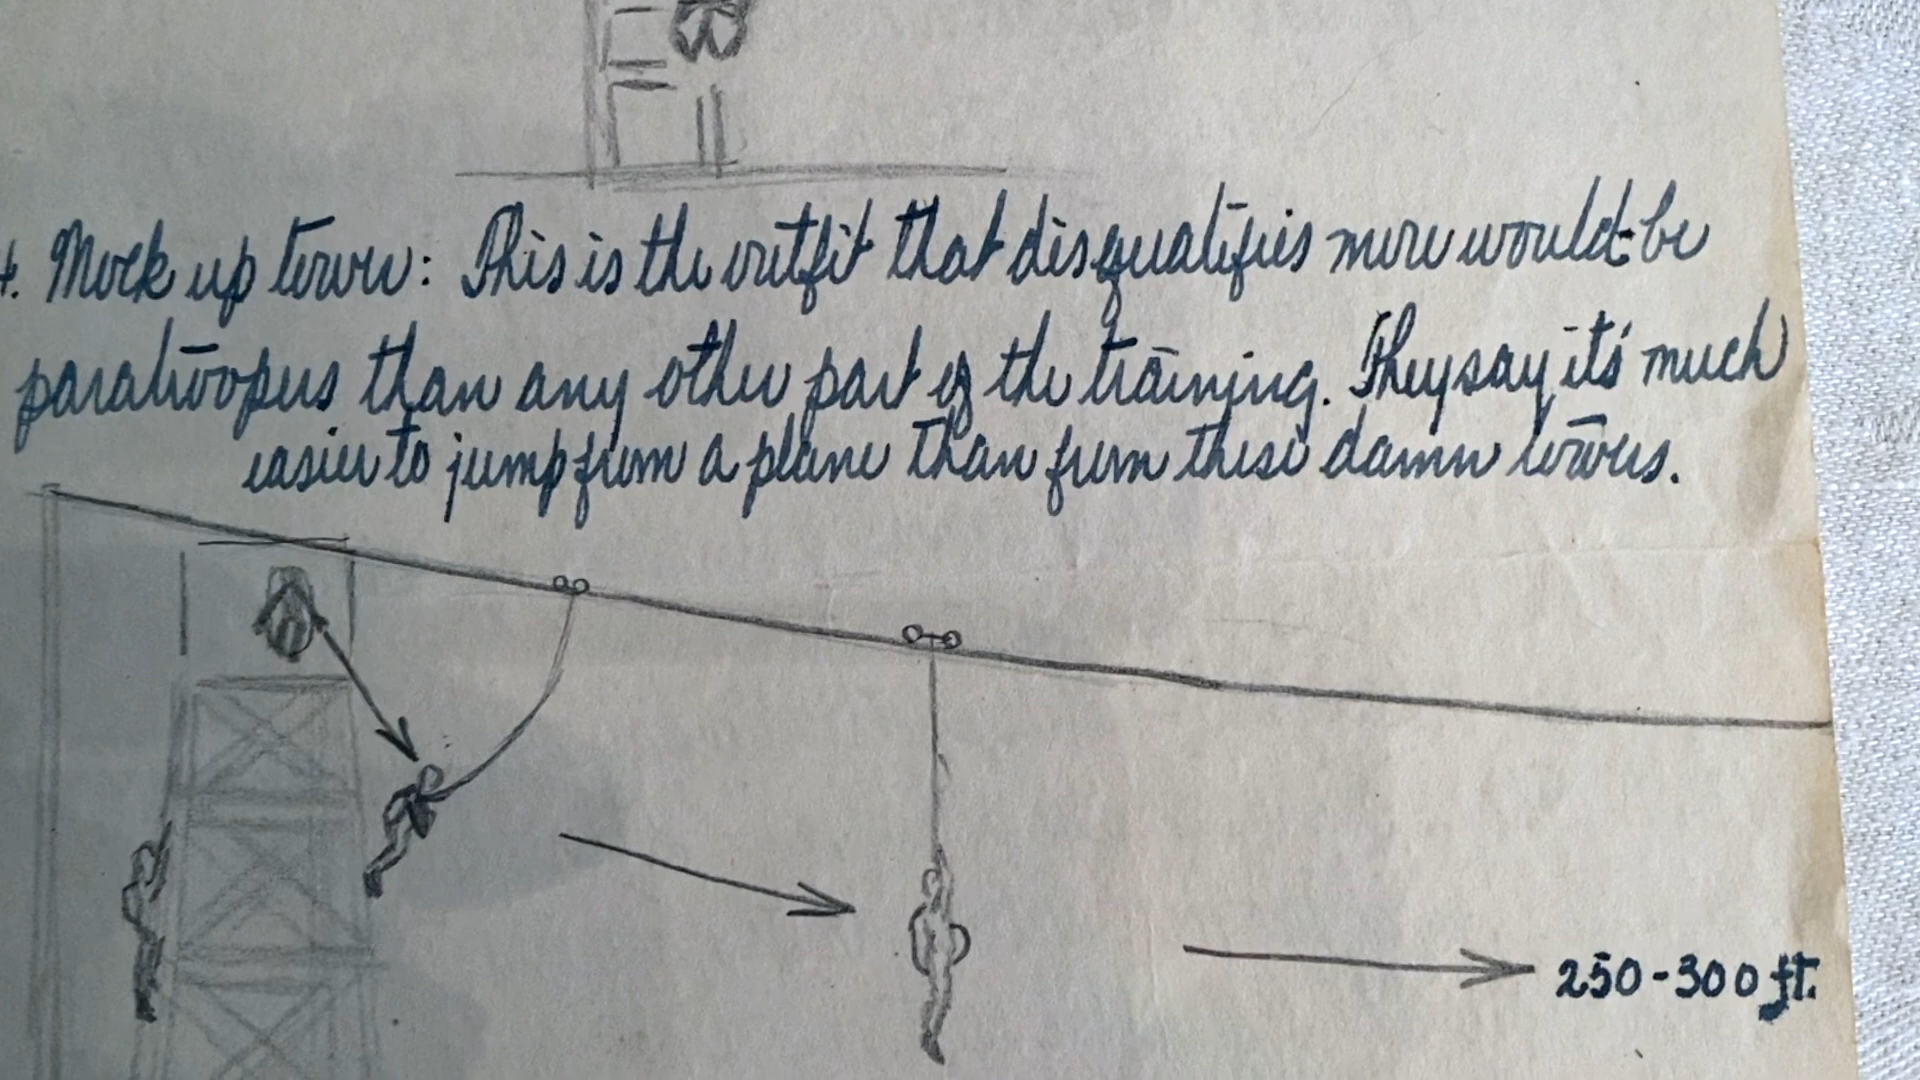 4. Mock up tower: This is the outfit that disqualifies more would-be
paratroopers than any other part of the training. They say it's much
easier to jump from a plane than from these damn towers.
250-300 ft.